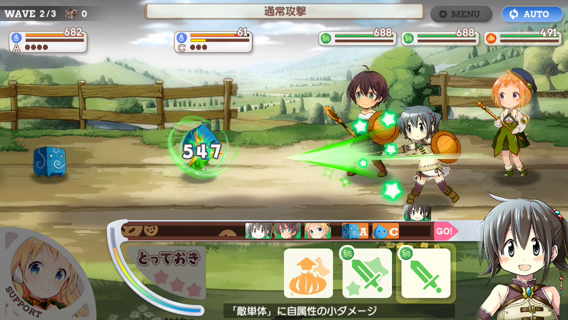 WAVE 2/3 0
通常攻撃
MENU
AUTO
682
A
61
C
688
688
491
547
A
C
GO!
とっておき
SUPPORT
「敵単体」に自属性の小ダメージ